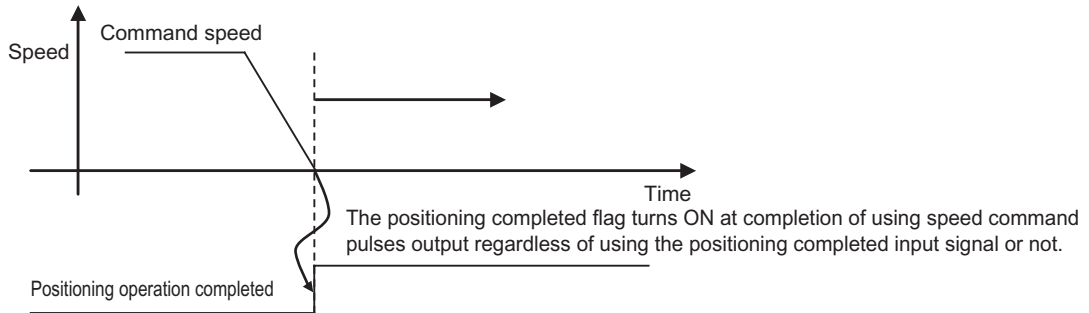 Command speed
Speed
Time
The positioning completed flag turns ON at completion of using speed command
pulses output regardless of using the positioning completed input signal or not.
Positioning operation completed